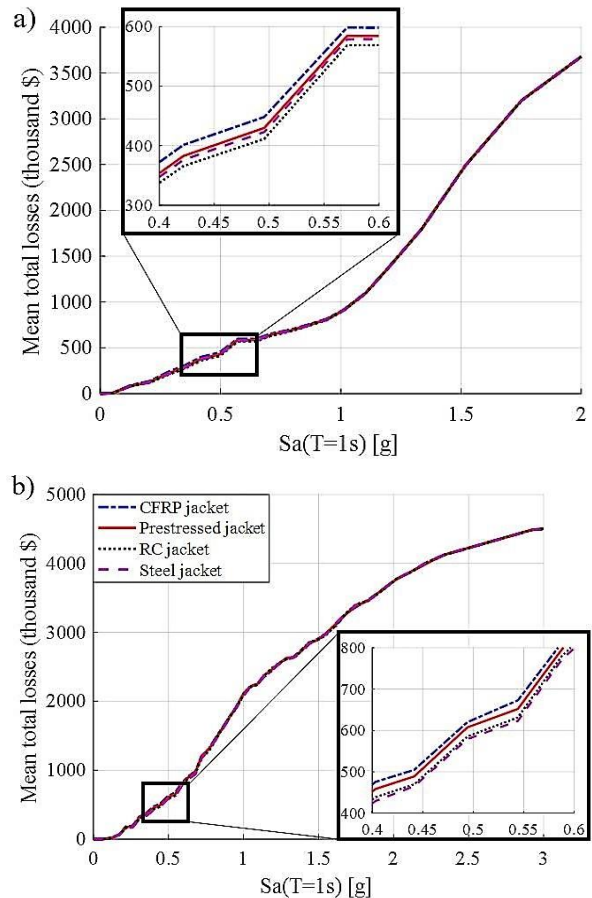 a)
Mean total losses (thousand $)
4000
3500
3000
2500
2000
1500
1000
500
0
600
500
400
300
0.4 0.45 0.5 0.55 0.6
0 0.5 1 1.5 2
Sa(T=1s) [g]
b)
Mean total losses (thousand $)
5000
4000
3000
2000
1000
0
CFRP jacket
Prestressed jacket
RC jacket
Steel jacket
800
700
600
500
400
0.4 0.45 0.5 0.55 0.6
0 0.5 1 1.5 2 2.5 3
Sa(T=1s) [g]